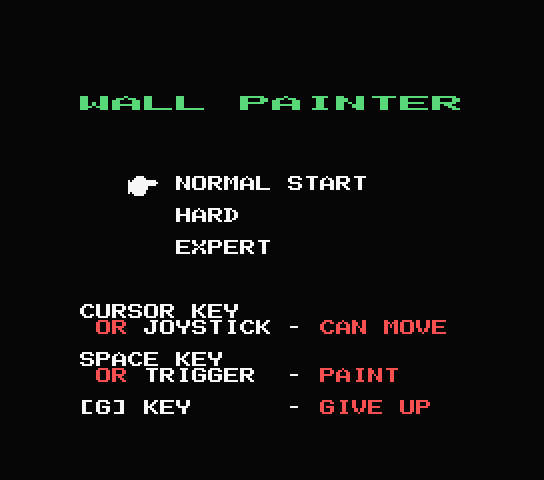 WALL PAINTER
NORMAL START
HARD
EXPERT
CURSOR KEY
OR JOYSTICK - CAN MOVE
SPACE KEY
OR TRIGGER - PAINT
[G] KEY - GIVE UP